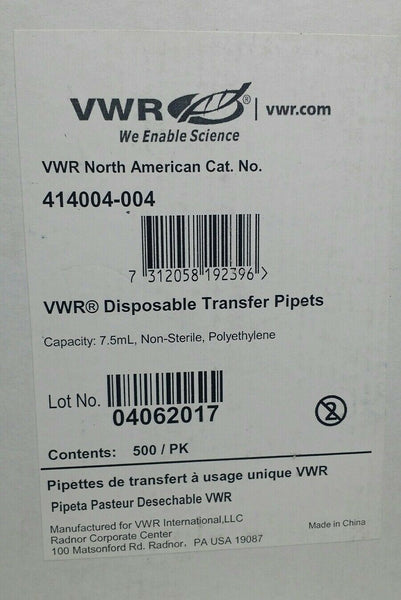 VWR® | vwr.com
We Enable Science
VWR North American Cat. No.
414004-004
7 312058 192396 >
VWR® Disposable Transfer Pipets
Capacity: 7.5mL, Non-Sterile, Polyethylene
Lot No.
04062017
2
Contents: 500 / PK
Pipettes de transfert à usage unique VWR
Pipeta Pasteur Desechable VWR
Manufactured for VWR International,LLC
Radnor Corporate Center
100 Matsonford Rd. Radnor, PA USA 19087
Made in China